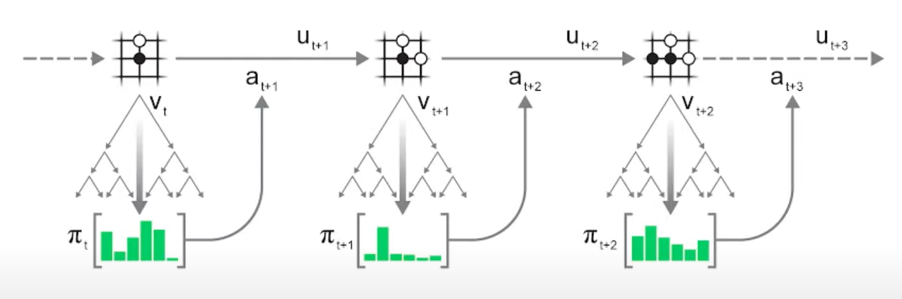 u_{t+1} u_{t+2} u_{t+3}
a_{t+1} a_{t+2} a_{t+3}
v_t v_{t+1} v_{t+2}
π_t π_{t+1} π_{t+2}